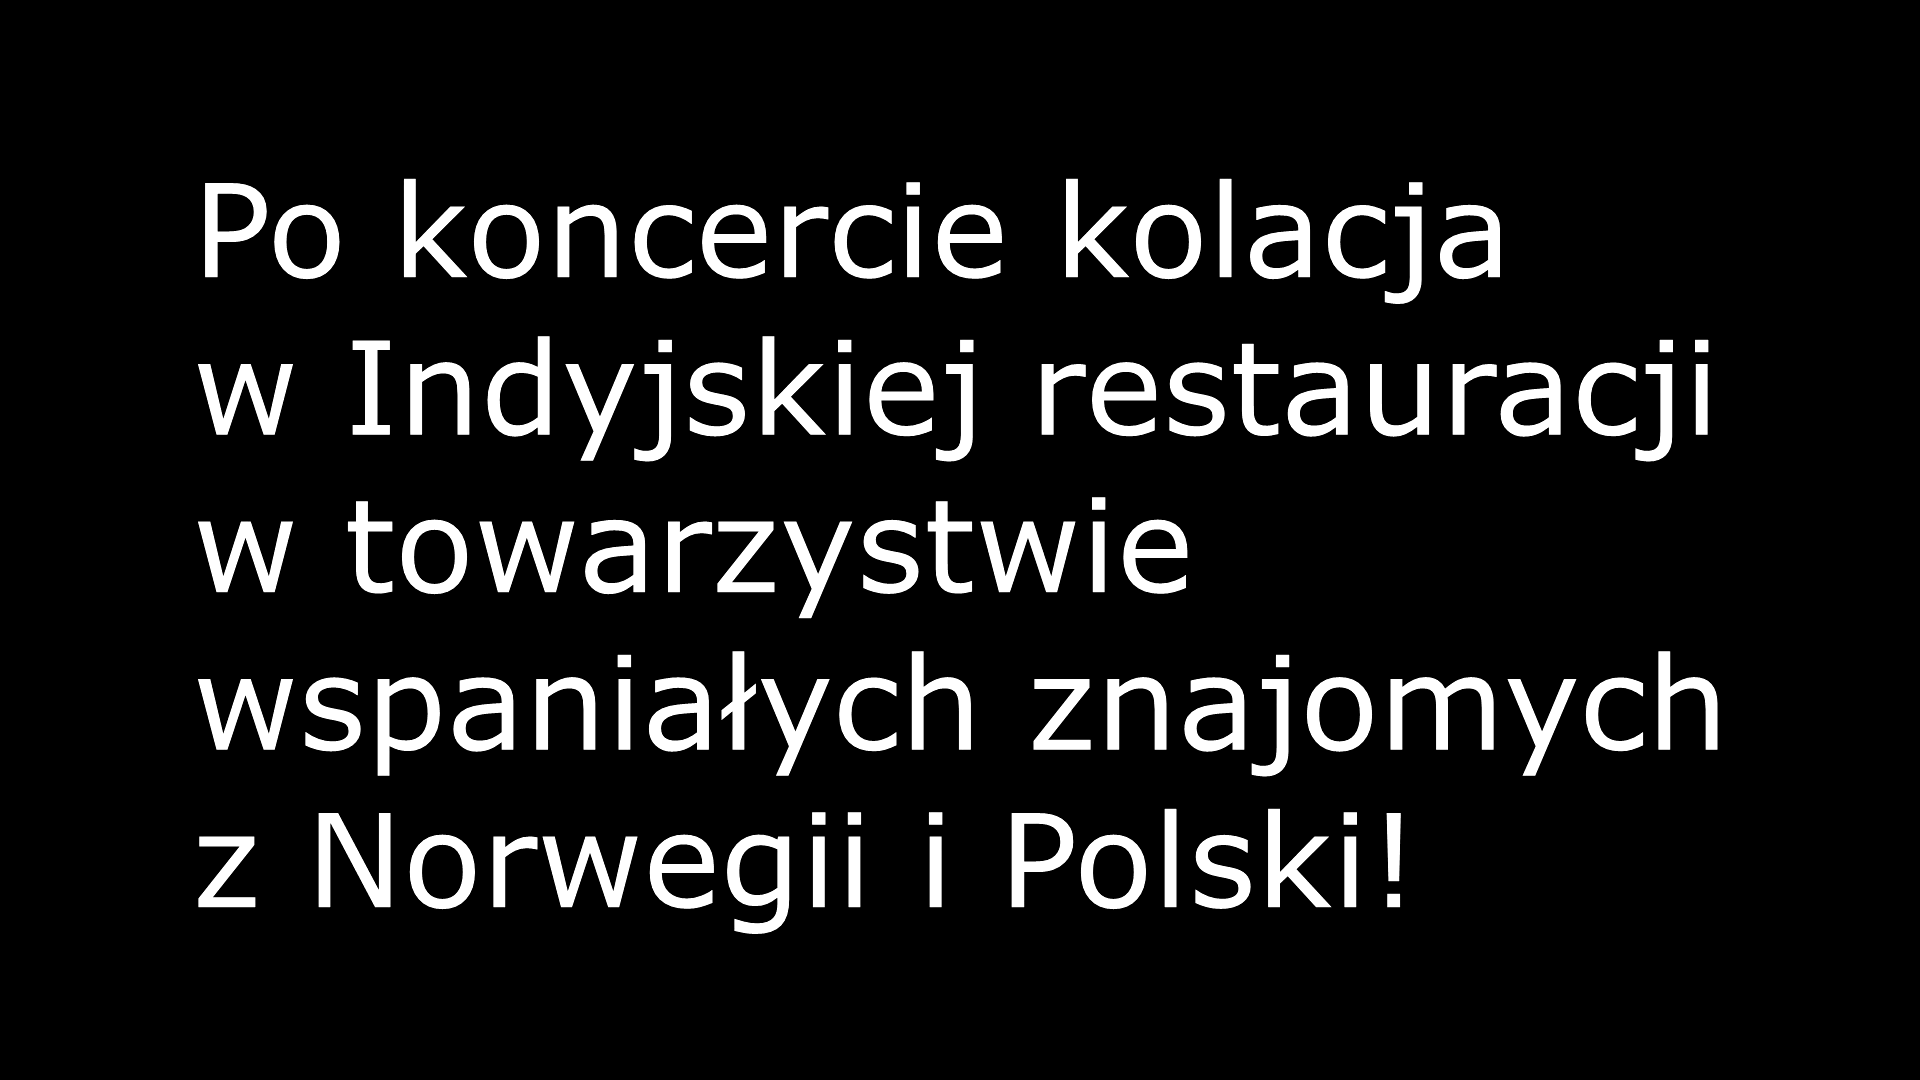 Po koncercie kolacja
w Indyjskiej restauracji
w towarzystwie
wspaniałych znajomych
z Norwegii i Polski!